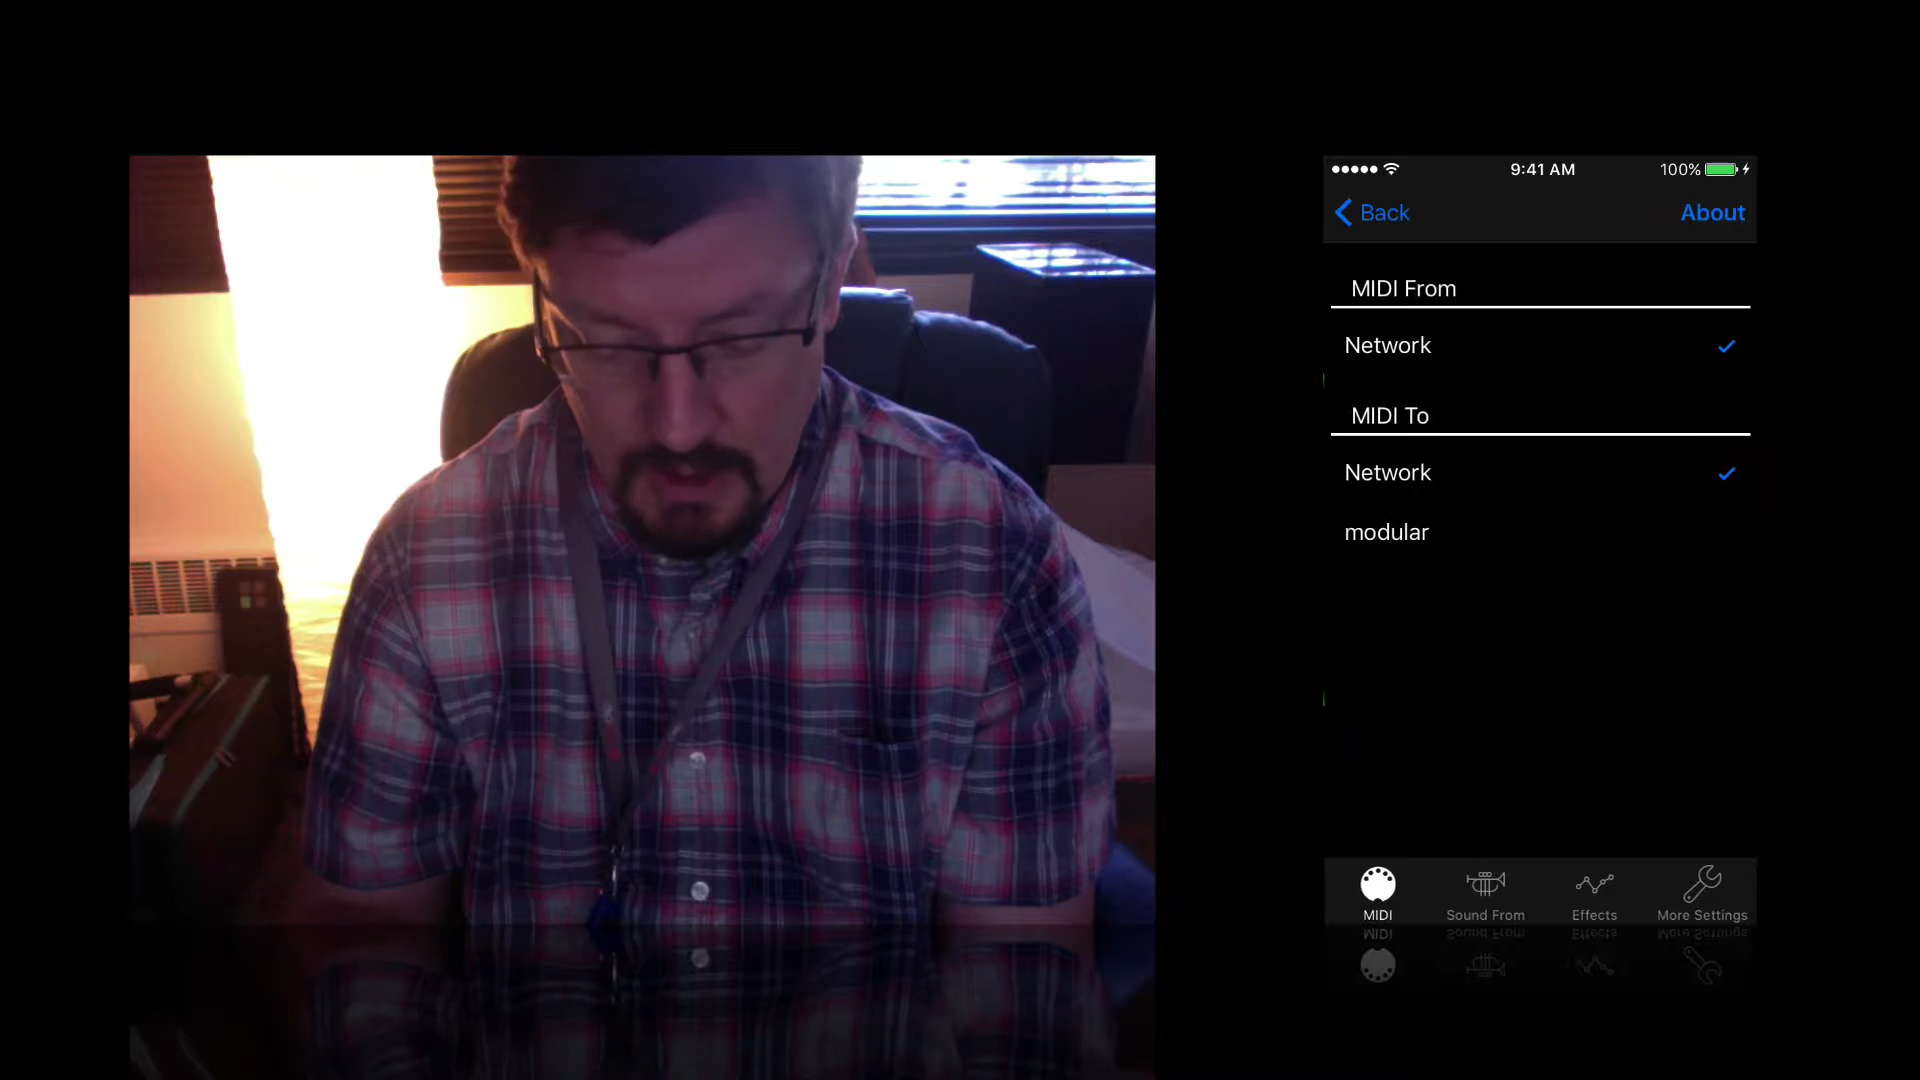 9:41 AM 100%
Back About
MIDI From
Network
MIDI To
Network
modular
MIDI Sound From Effects More Settings